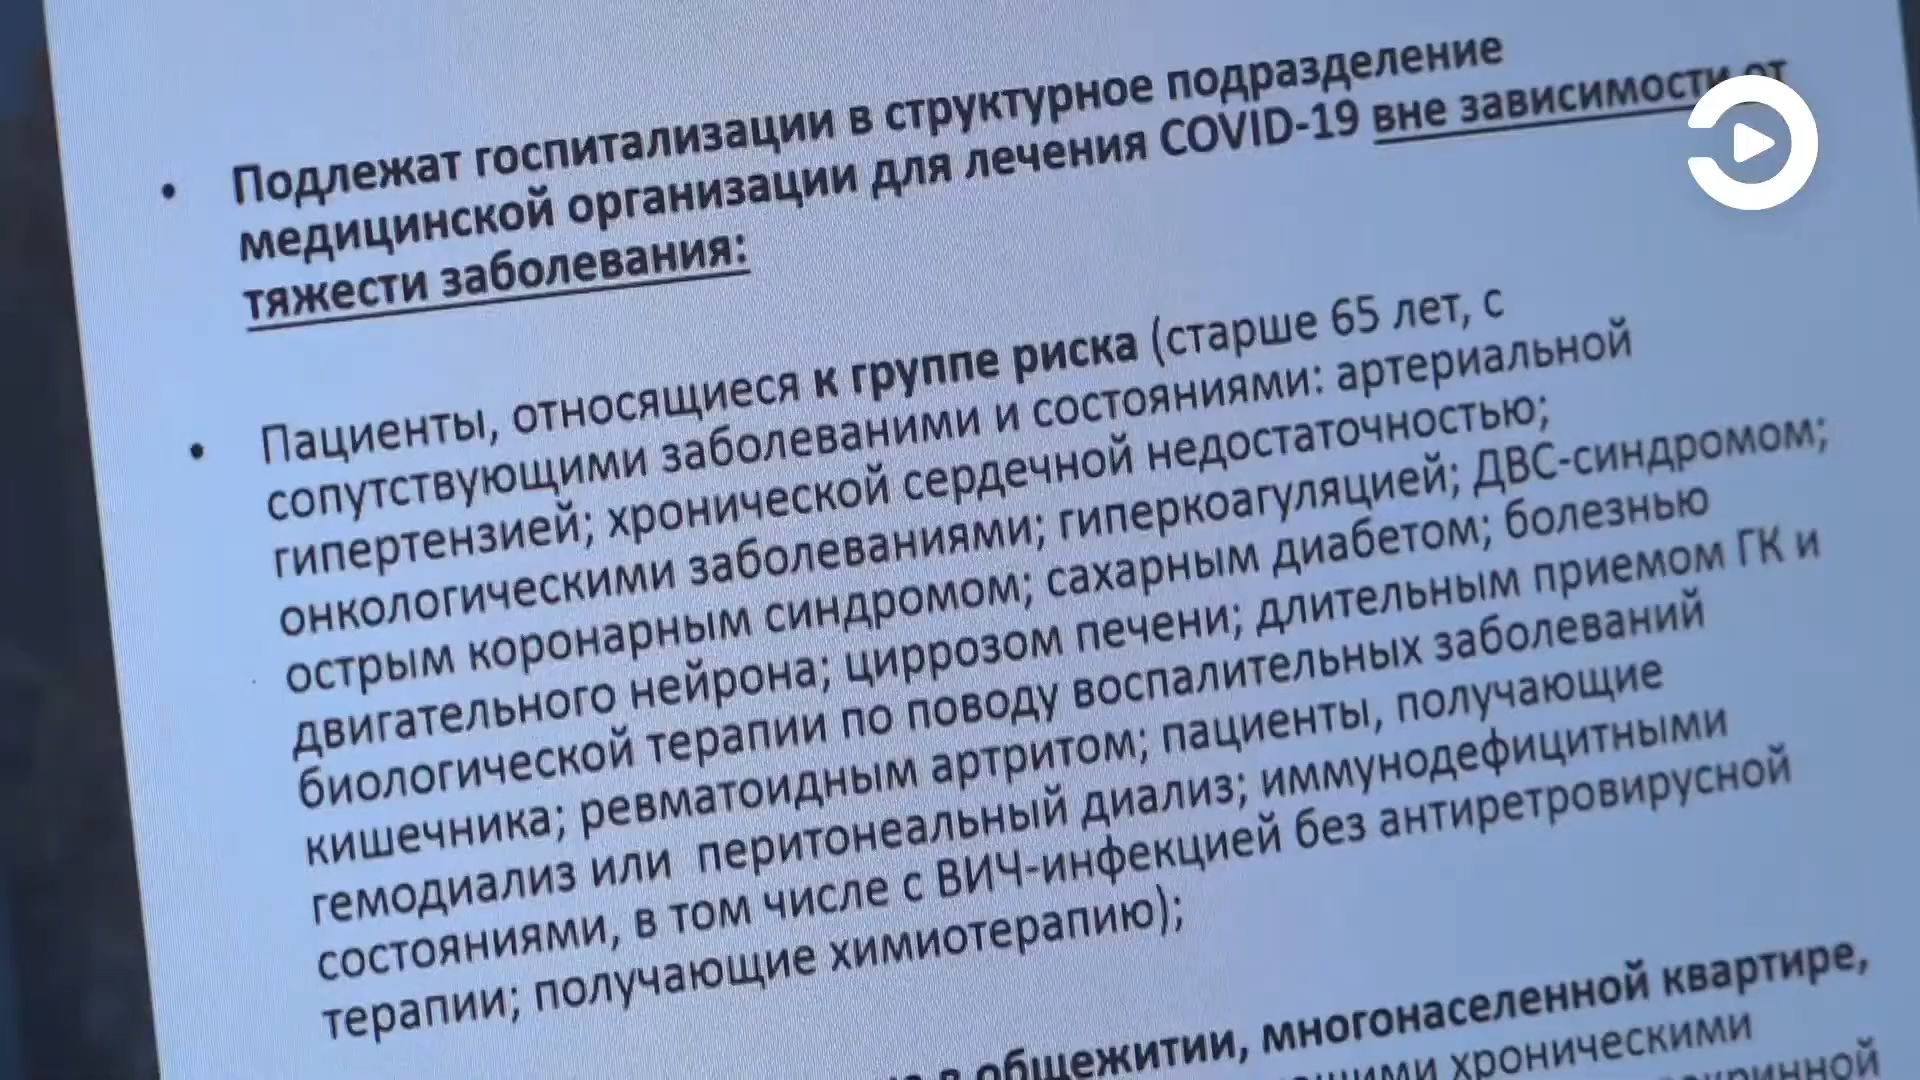 • Подлежат госпитализации в структурное подразделение
медицинской организации для лечения COVID-19 вне зависимости от
тяжести заболевания:
• Пациенты, относящиеся к группе риска (старше 65 лет, с
сопутствующими заболеваними и состояниями: артериальной
гипертензией; хронической сердечной недостаточностью;
онкологическими заболеваниями; гиперкоагуляцией; ДВС-синдромом;
острым коронарным синдромом; сахарным диабетом; болезнью
двигательного нейрона; циррозом печени; длительным приемом ГК и
биологической терапии по поводу воспалительных заболеваний
кишечника; ревматоидным артритом; пациенты, получающие
гемодиализ или перитонеальный диализ; иммунодефицитными
состояниями, в том числе с ВИЧ-инфекцией без антиретровирусной
терапии; получающие химиотерапию);
в общежитии, многонаселенной квартире,
хроническими